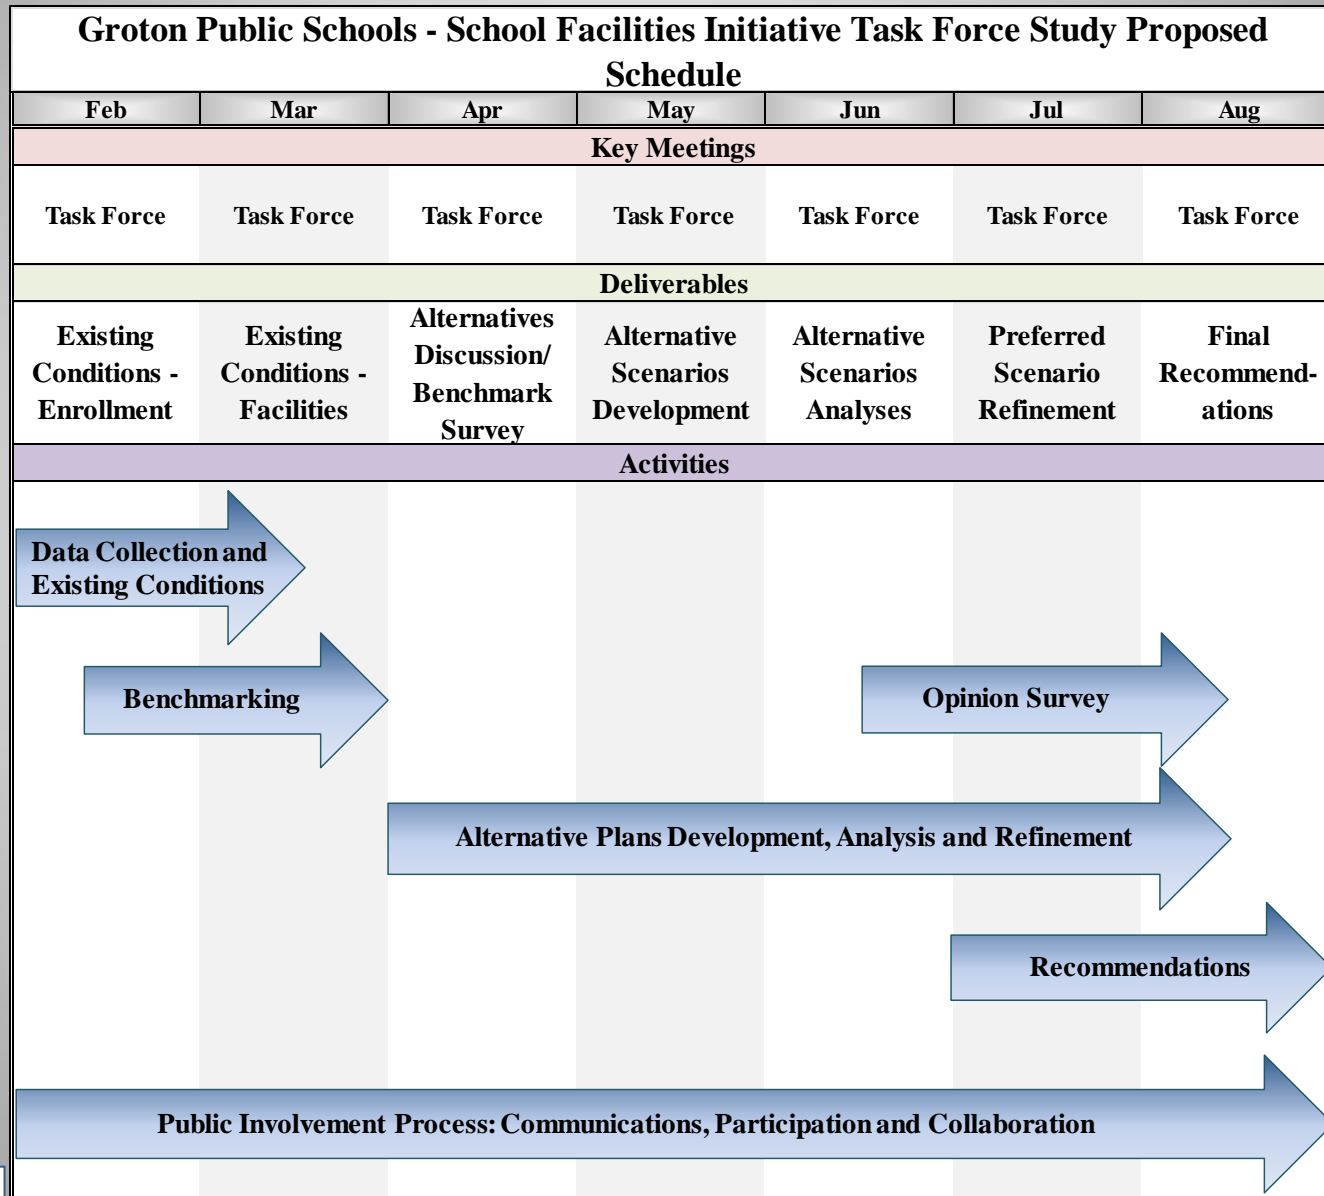 Groton Public Schools - School Facilities Initiative Task Force Study Proposed
Schedule
Feb Mar Apr May Jun Jul Aug
Key Meetings
Task Force Task Force Task Force Task Force Task Force Task Force Task Force
Deliverables
Existing
Conditions -
Enrollment
Existing
Conditions -
Facilities
Alternatives
Discussion/
Benchmark
Survey
Alternative
Scenarios
Development
Alternative
Scenarios
Analyses
Preferred
Scenario
Refinement
Final
Recommend-
ations
Activities
Data Collection and
Existing Conditions
Benchmarking
Opinion Survey
Alternative Plans Development, Analysis and Refinement
Recommendations
Public Involvement Process: Communications, Participation and Collaboration